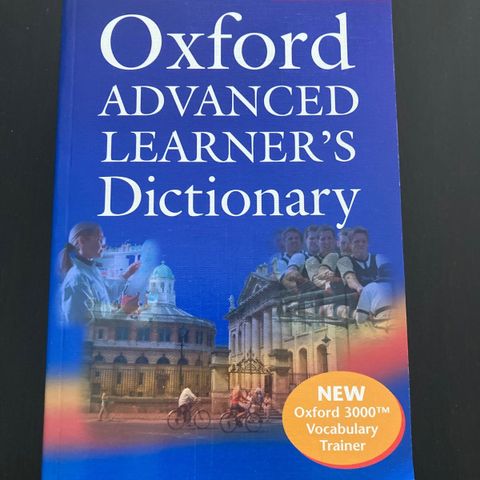 Oxford
ADVANCED
LEARNER'S
Dictionary
NEW
Oxford 3000™
Vocabulary
Trainer